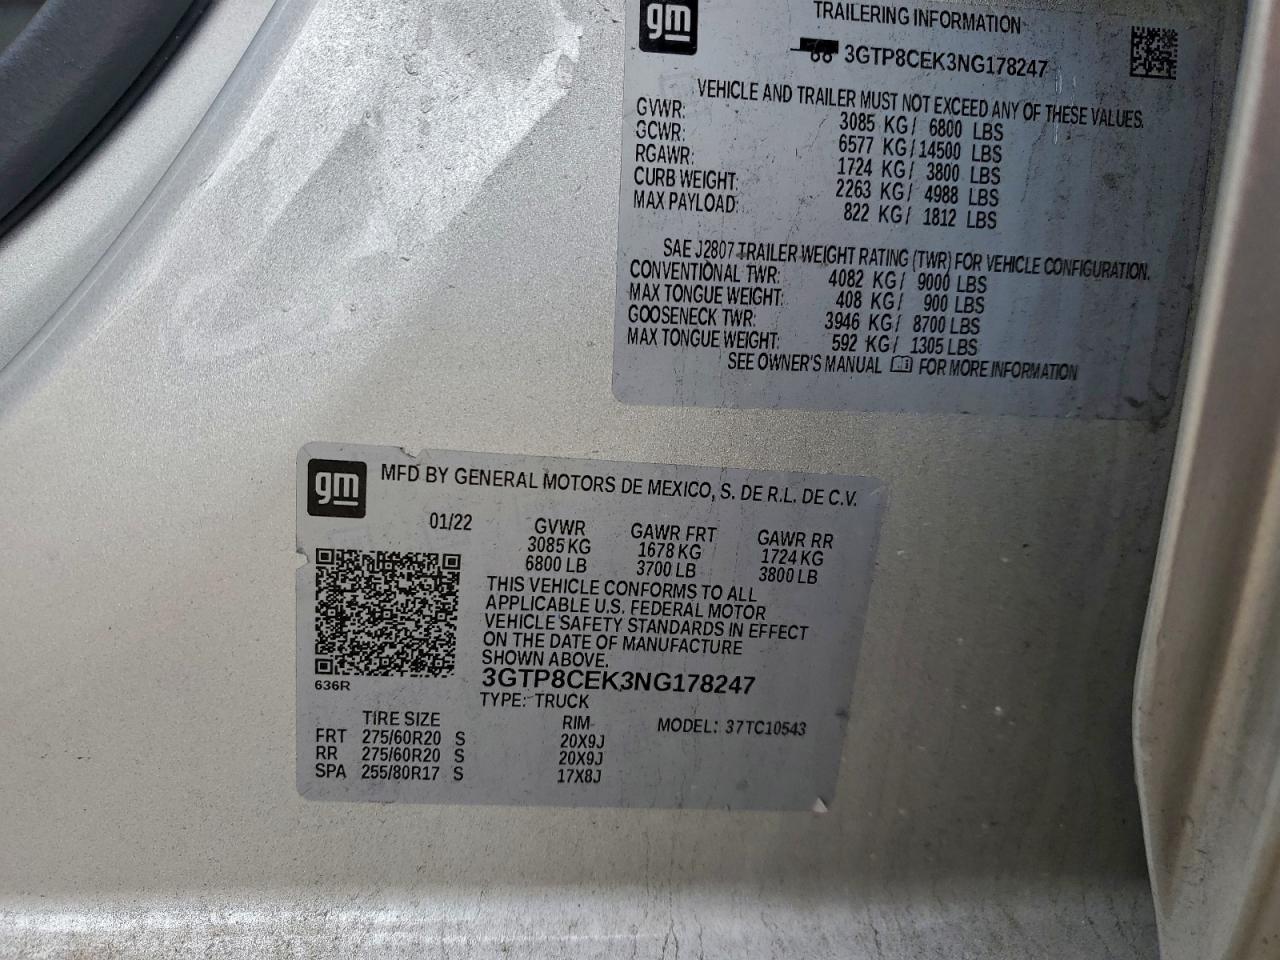 gm
TRAILERING INFORMATION
3GTP8CEK3NG178247
VEHICLE AND TRAILER MUST NOT EXCEED ANY OF THESE VALUES.
GVWR: 3085 KG/ 6800 LBS
GCWR: 6577 KG/14500 LBS
RGAWR: 1724 KG/ 3800 LBS
CURB WEIGHT: 2263 KG/ 4988 LBS
MAX PAYLOAD: 822 KG/ 1812 LBS
SAE J2807 TRAILER WEIGHT RATING (TWR) FOR VEHICLE CONFIGURATION.
CONVENTIONAL TWR: 4082 KG/ 9000 LBS
MAX TONGUE WEIGHT: 408 KG/ 900 LBS
GOOSENECK TWR: 3946 KG/ 8700 LBS
MAX TONGUE WEIGHT: 592 KG/ 1305 LBS
SEE OWNER'S MANUAL FOR MORE INFORMATION
gm
MFD BY GENERAL MOTORS DE MEXICO, S. DE R.L. DE C.V.
01/22 GVWR GAWR FRT GAWR RR
3085 KG 1678 KG 1724 KG
6800 LB 3700 LB 3800 LB
THIS VEHICLE CONFORMS TO ALL
APPLICABLE U.S. FEDERAL MOTOR
VEHICLE SAFETY STANDARDS IN EFFECT
ON THE DATE OF MANUFACTURE
SHOWN ABOVE.
636R
3GTP8CEK3NG178247
TYPE: TRUCK
TIRE SIZE RIM MODEL: 37TC10543
FRT 275/60R20 S 20X9J
RR 275/60R20 S 20X9J
SPA 255/80R17 S 17X8J